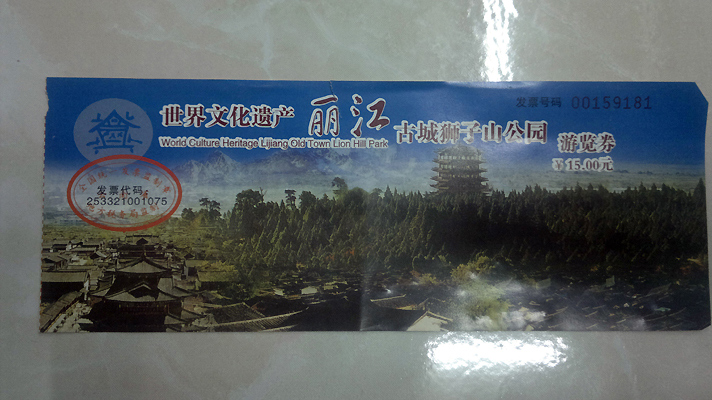 发票号码 00159181
世界文化遗产 丽江 古城狮子山公园 游览券
World Culture Heritage Lijiang Old Town Lion Hill Park
￥15.00元
发票代码：
253321001075